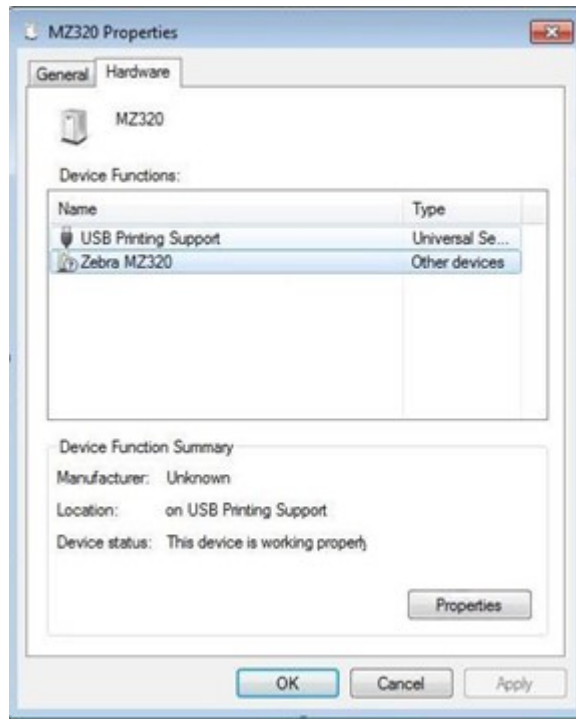 MZ320 Properties
General Hardware
MZ320
Device Functions:
Name Type
USB Printing Support Universal Se...
Zebra MZ320 Other devices
Device Function Summary
Manufacturer: Unknown
Location: on USB Printing Support
Device status: This device is working properly
Properties
OK Cancel Apply